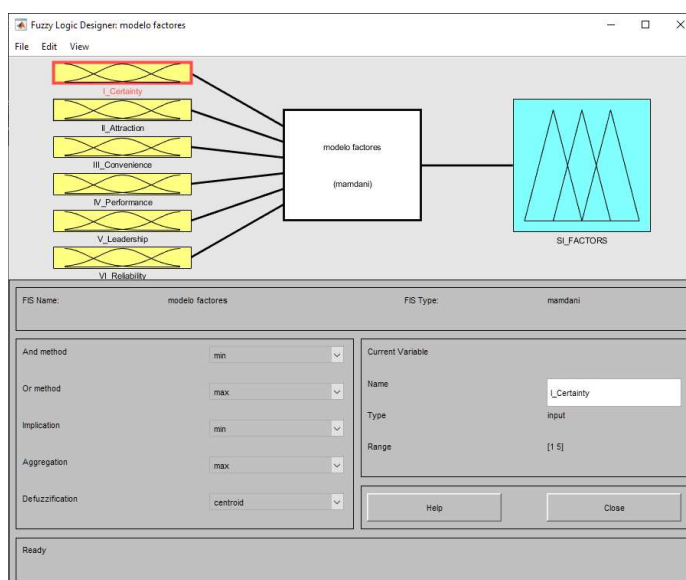 Fuzzy Logic Designer: modelo factores
File Edit View
I_Certainty
II_Attraction
III_Convenience
IV_Performance
V_Leadership
VI_Reliability
modelo factores
(mamdani)
SI_FACTORS
FIS Name: modelo factores FIS Type: mamdani
And method min
Or method max
Implication min
Aggregation max
Defuzzification centroid
Current Variable
Name I_Certainty
Type input
Range [1 5]
Help Close
Ready